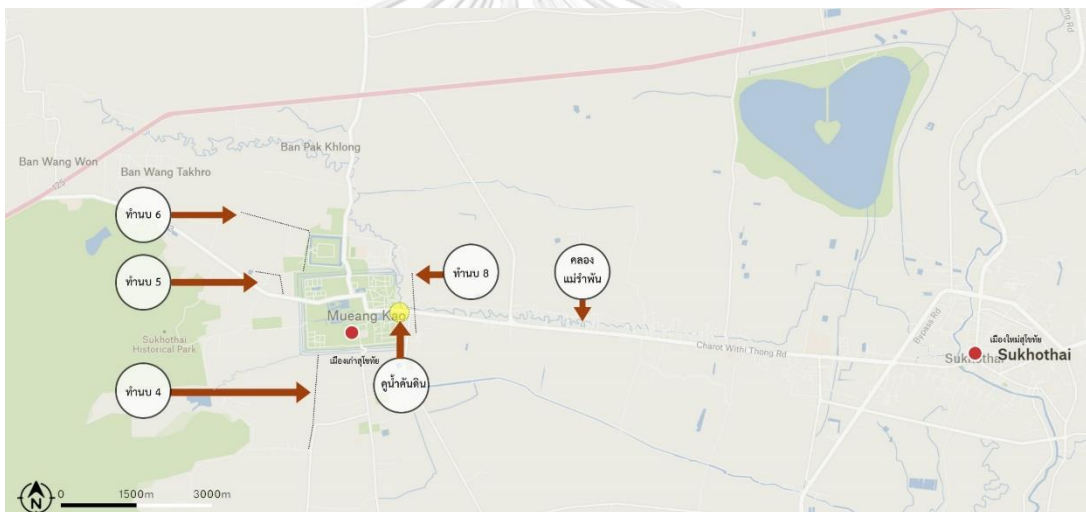 Ban Wang Won
Ban Pak Khlong
Ban Wang Takhro
125
ทำนบ 6
ทำนบ 5
ทำนบ 8
คลอง
แม่รำพัน
Mueang Kao
เมืองเก่าสุโขทัย
Sukhothai
Historical Park
Charot Withi Thong Rd
Bypass Rd
เมืองใหม่สุโขทัย
Sukhothai
Sukhothai
คูน้ำคันดิน
ทำนบ 4
N
0 1500m 3000m